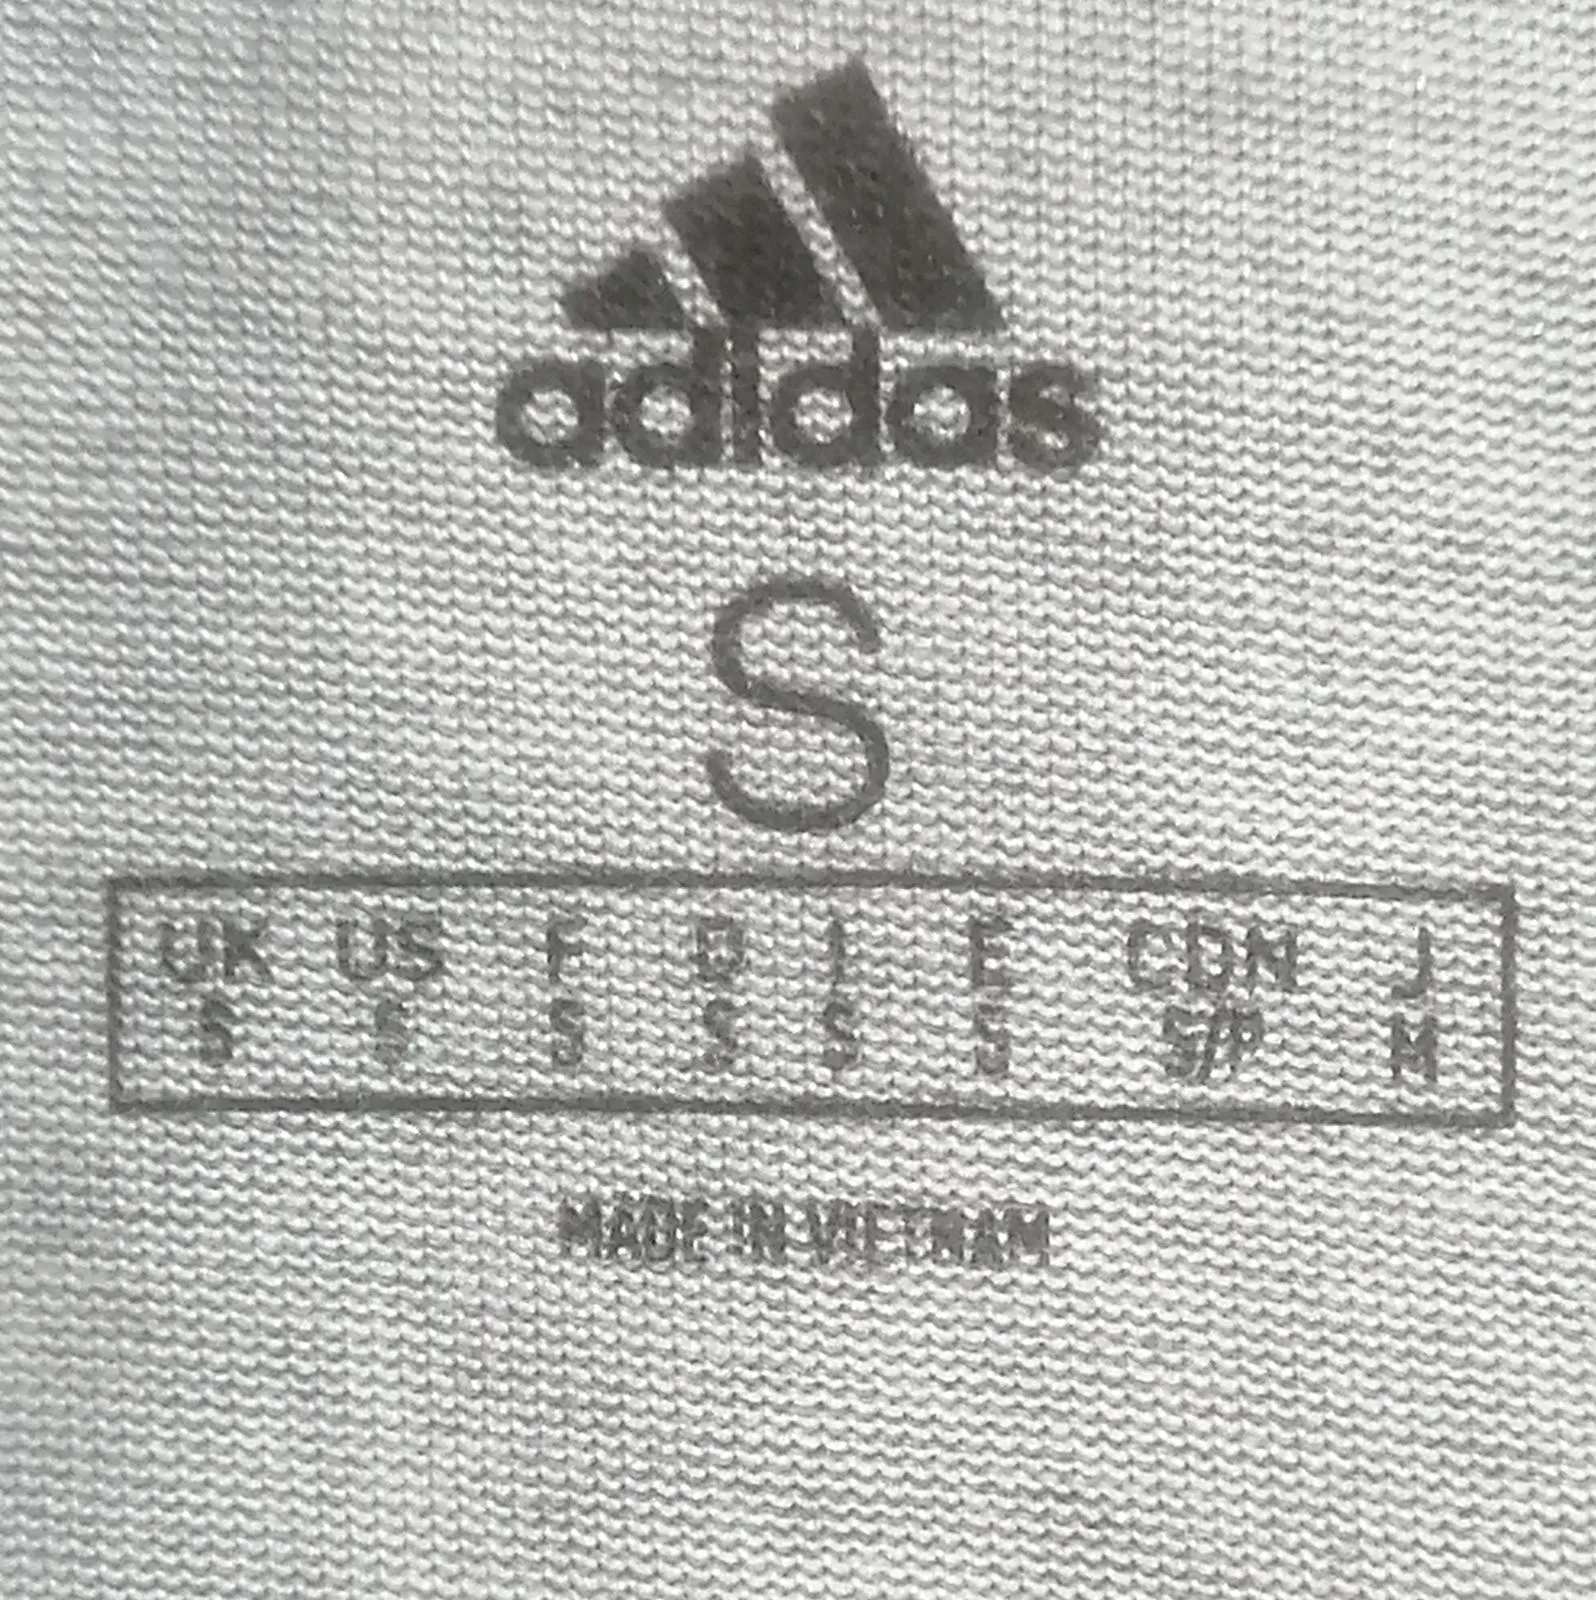 adidas
S
UK US F D I E CDN J
S S S S S S S/P M
MADE IN VIETNAM